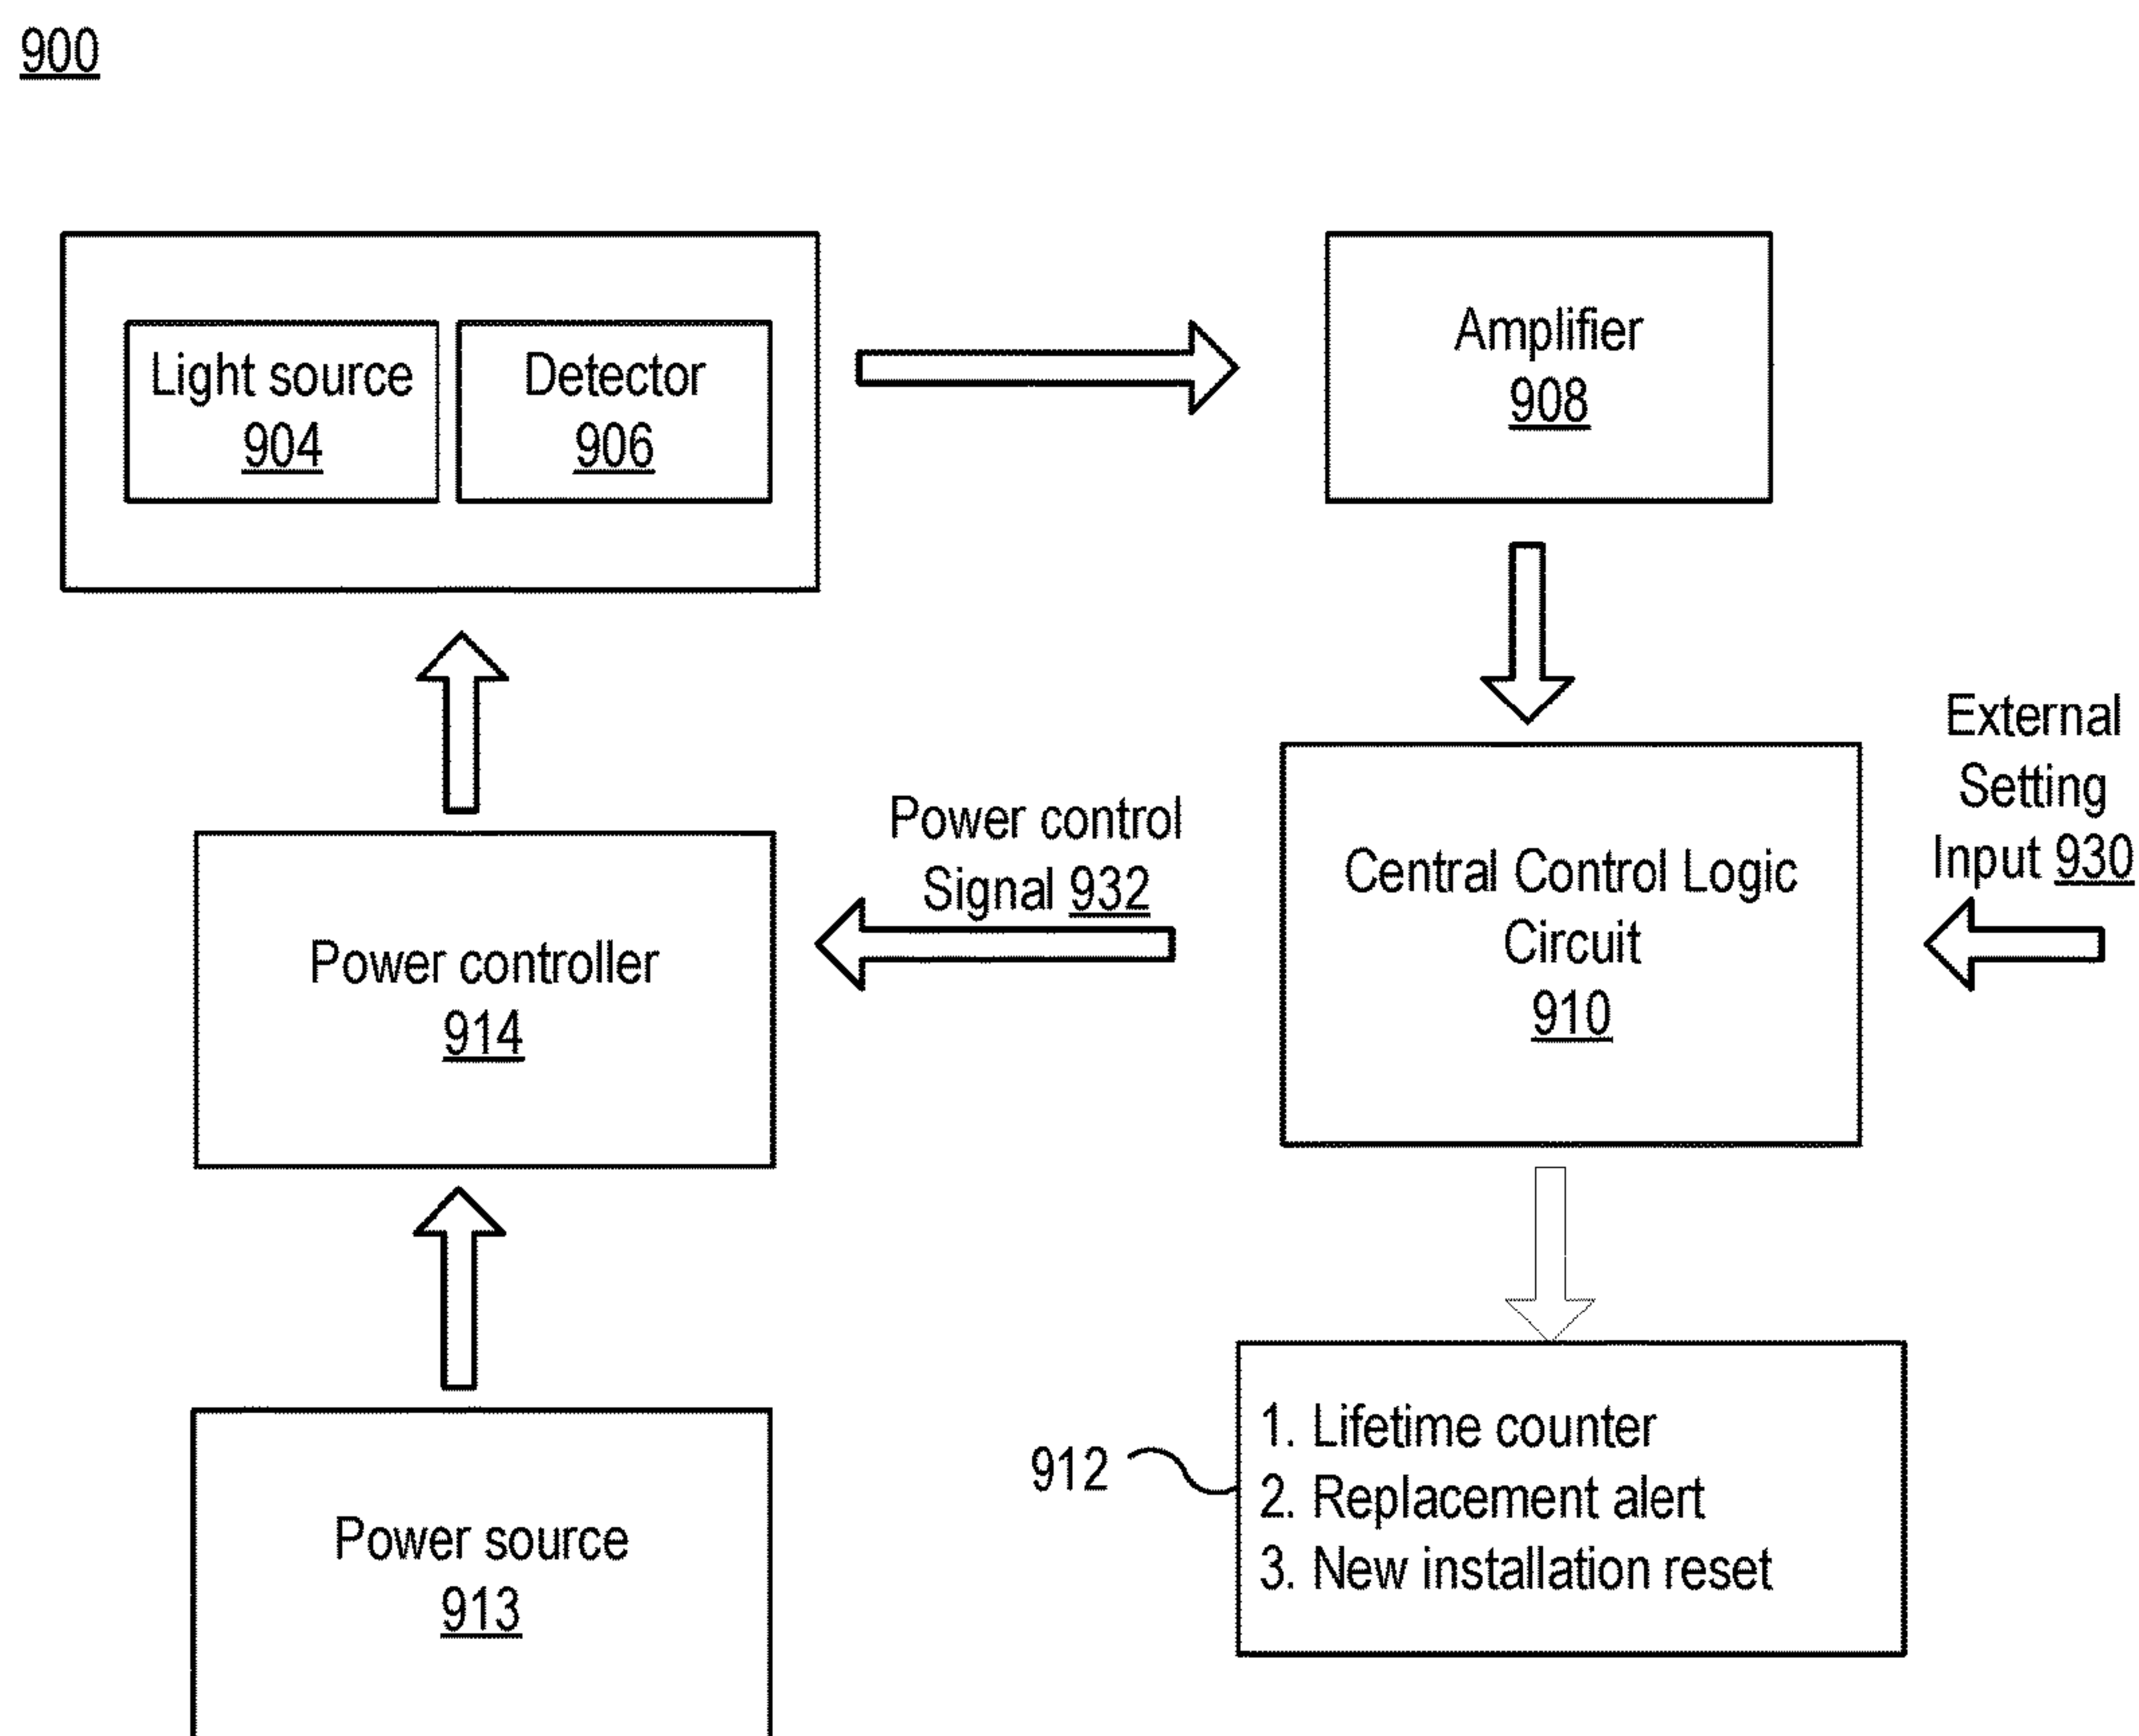 900
Light source
904
Detector
906
Amplifier
908
External
Setting
Input 930
Power control
Signal 932
Central Control Logic
Circuit
910
Power controller
914
912
1. Lifetime counter
2. Replacement alert
3. New installation reset
Power source
913